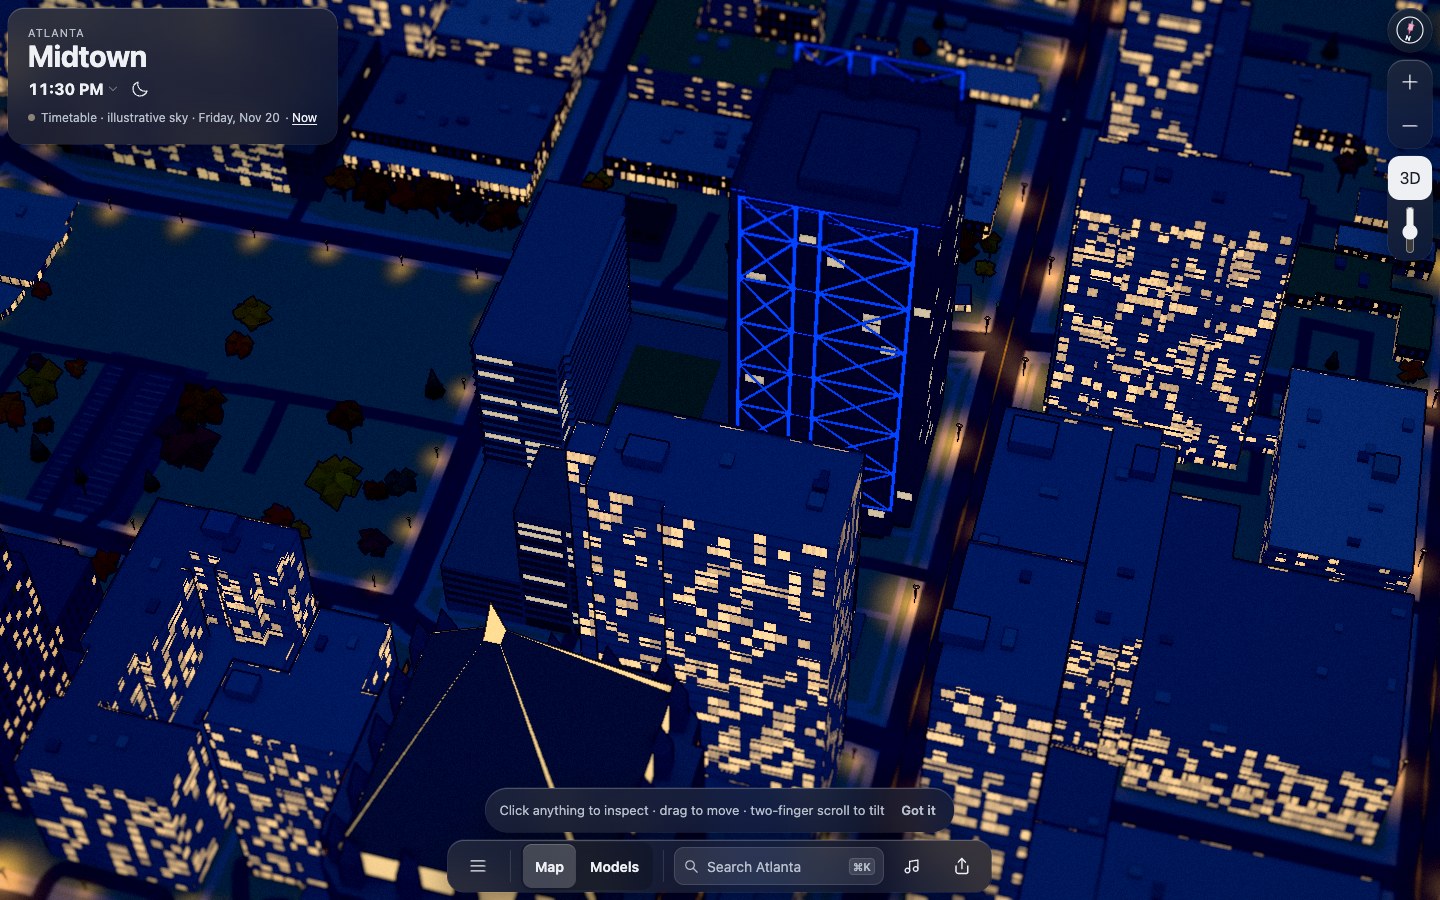 ATLANTA
Midtown
11:30 PM
Timetable · illustrative sky · Friday, Nov 20 · Now
N
+
−
3D
Click anything to inspect · drag to move · two-finger scroll to tilt Got it
Map Models Search Atlanta ⌘K